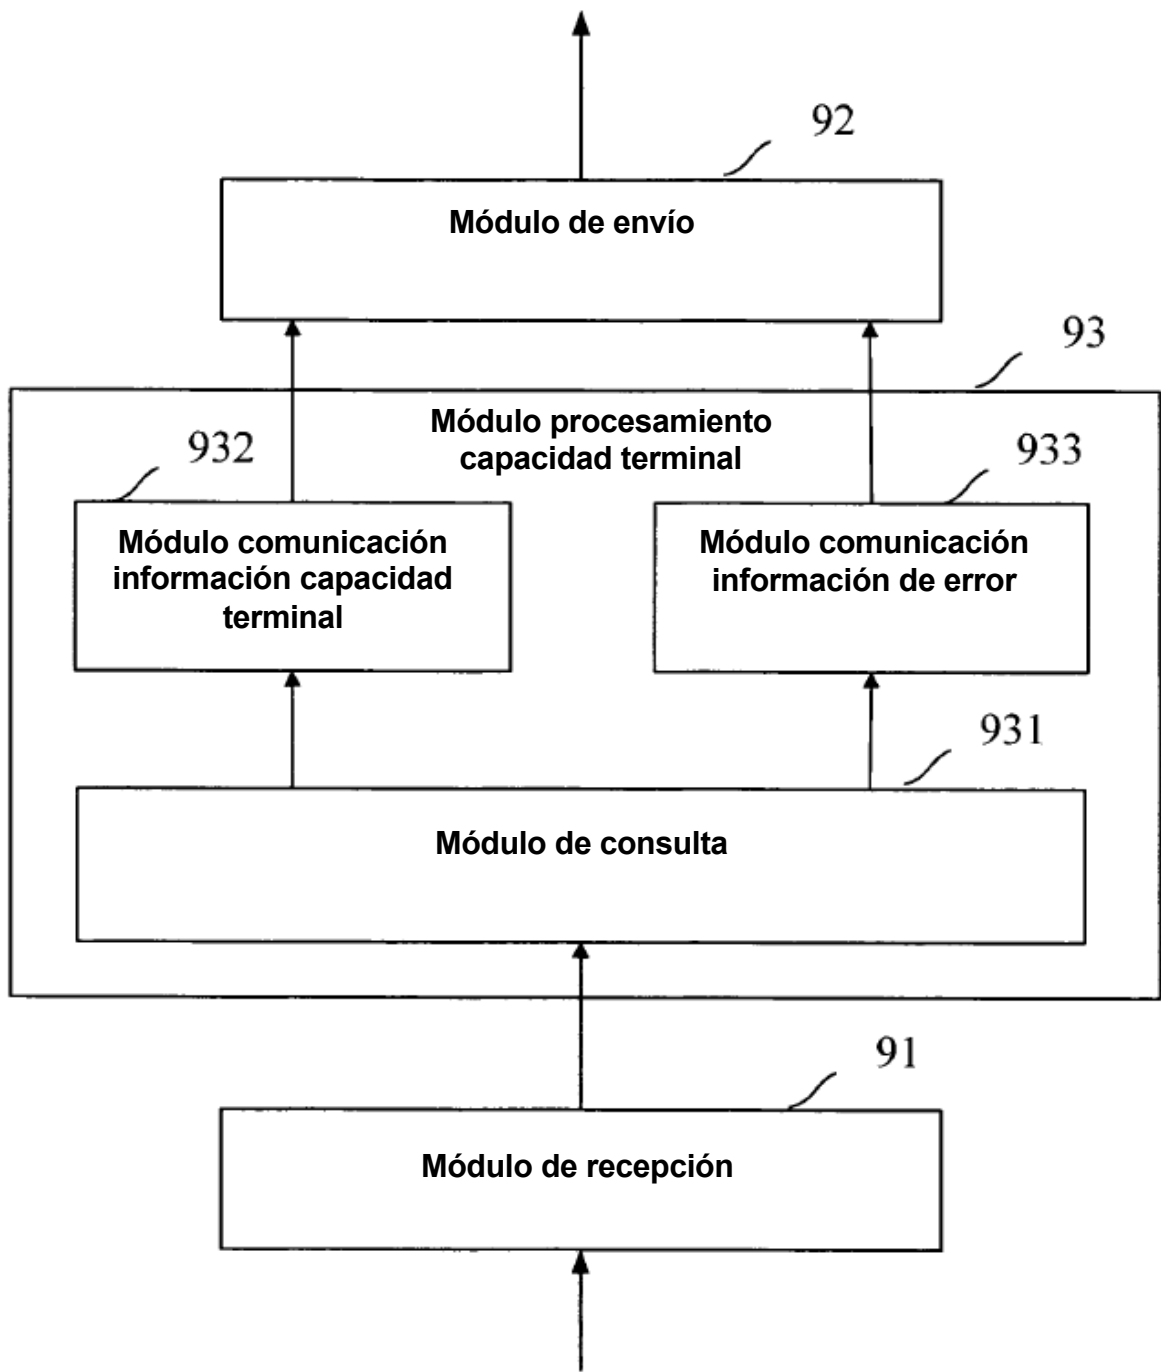 92
Módulo de envío
93
Módulo procesamiento
capacidad terminal
932
933
Módulo comunicación
información capacidad
terminal
Módulo comunicación
información de error
931
Módulo de consulta
91
Módulo de recepción